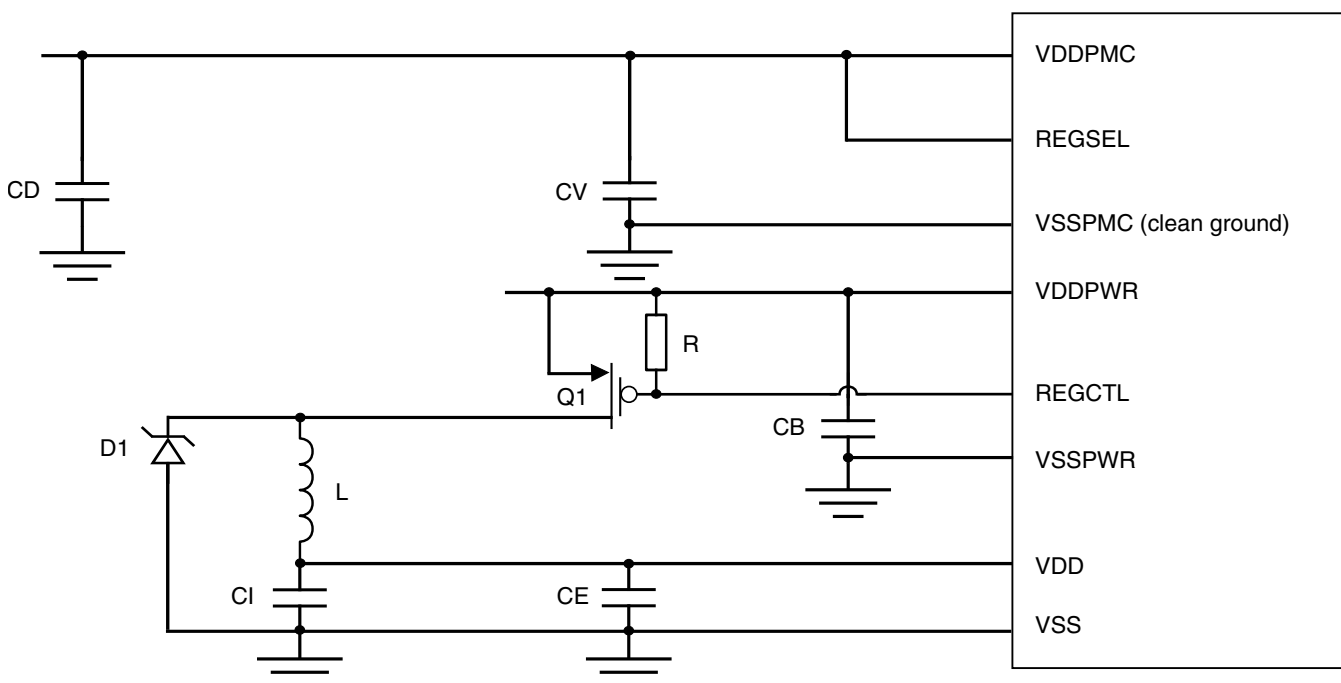 VDDPMC
REGSEL
CD
CV
VSSPMC (clean ground)
VDDPWR
R
Q1
REGCTL
CB
D1
VSSPWR
L
VDD
CI
CE
VSS